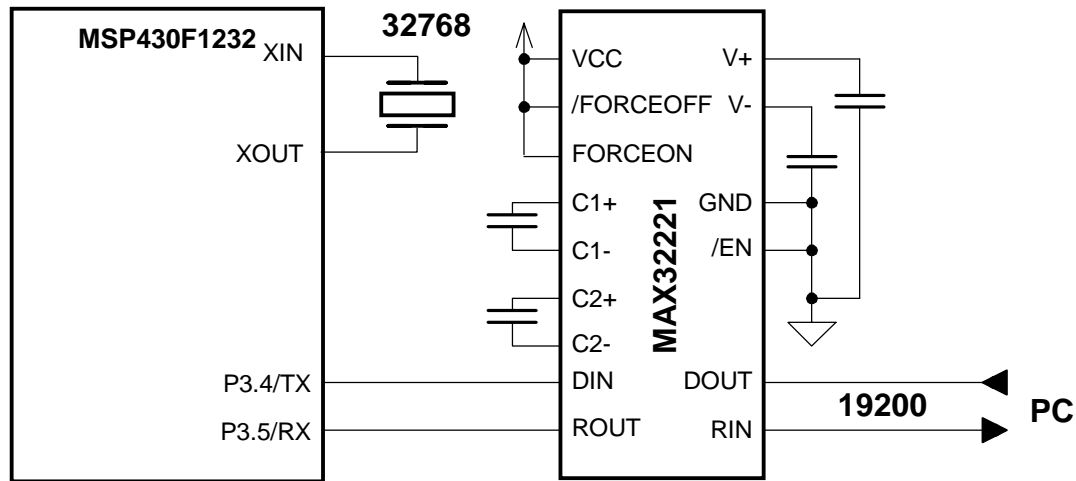 MSP430F1232
XIN
XOUT
P3.4/TX
P3.5/RX
32768
VCC
/FORCEOFF
FORCEON
C1+
C1-
C2+
C2-
DIN
ROUT
MAX32221
V+
V-
GND
/EN
DOUT
RIN
19200
PC